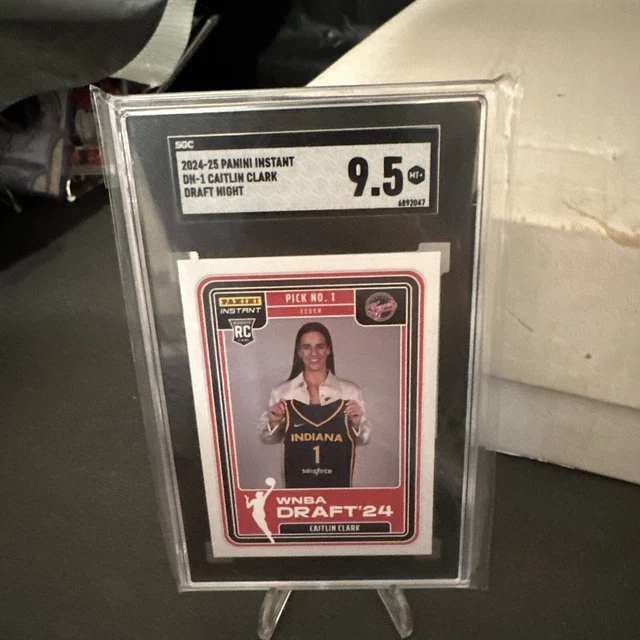 SGC
2024-25 PANINI INSTANT
DN-1 CAITLIN CLARK
DRAFT NIGHT
9.5
MT+
6892047
PANINI
INSTANT
PICK NO. 1
FEVER
RC
INDIANA
1
salesforce
WNBA
DRAFT'24
CAITLIN CLARK